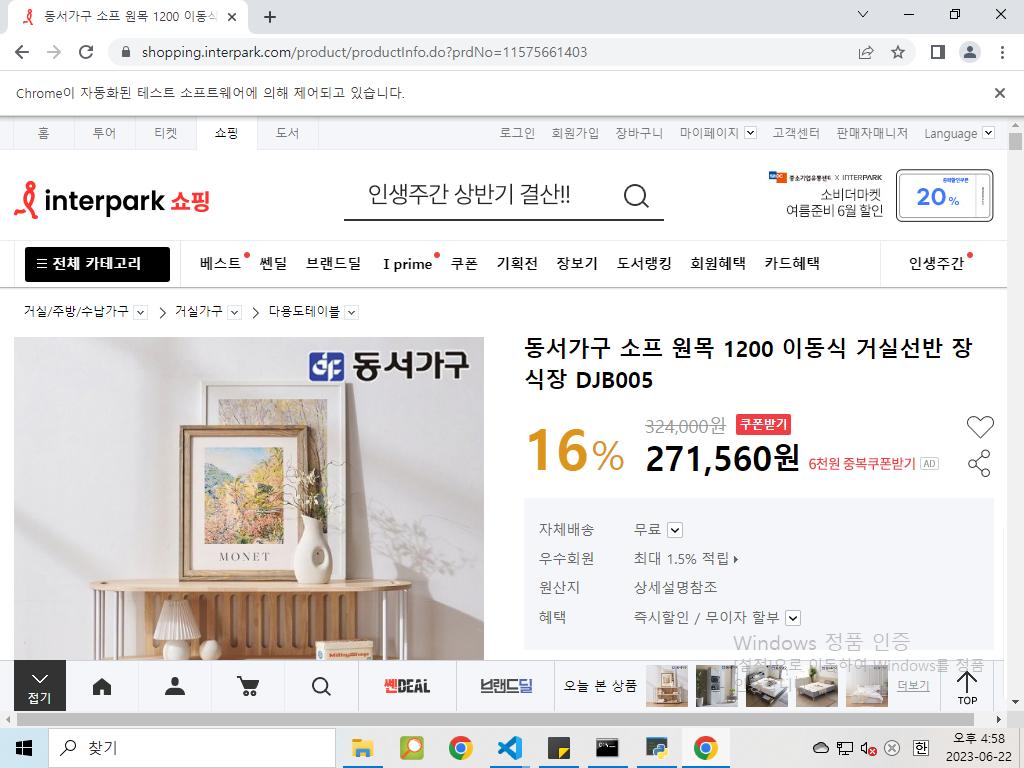 동서가구 소프 원목 1200 이동식
shopping.interpark.com/product/productInfo.do?prdNo=11575661403
Chrome이 자동화된 테스트 소프트웨어에 의해 제어되고 있습니다.
홈 투어 티켓 쇼핑 도서 로그인 회원가입 장바구니 마이페이지 고객센터 판매자매니저 Language
interpark 쇼핑 인생주간 상반기 결산!!
중소기업유통센터 X INTERPARK
소비더마켓
여름준비 6월 할인
중복할인쿠폰
20%
전체 카테고리 베스트 쎈딜 브랜드딜 I prime 쿠폰 기획전 장보기 도서랭킹 회원혜택 카드혜택 인생주간
거실/주방/수납가구 거실가구 다용도테이블
동서가구
MONET
동서가구 소프 원목 1200 이동식 거실선반 장
식장 DJB005
16% 324,000원 쿠폰받기
271,560원 6천원 중복쿠폰받기 AD
자체배송 무료
우수회원 최대 1.5% 적립
원산지 상세설명참조
혜택 즉시할인 / 무이자 할부
Windows 정품 인증
[설정]으로 이동하여 Windows를 정품
접기 쎈DEAL 브랜드딜 오늘 본 상품 더보기 TOP
찾기
한
오후 4:58
2023-06-22